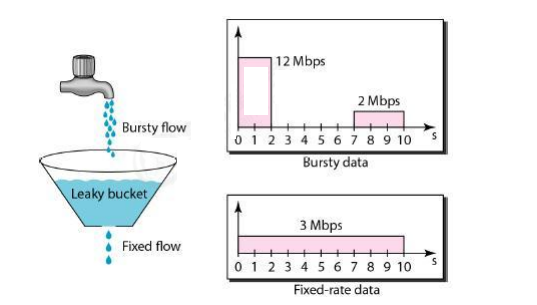 Bursty flow
Leaky bucket
Fixed flow
12 Mbps
2 Mbps
0 1 2 3 4 5 6 7 8 9 10 s
Bursty data
3 Mbps
0 1 2 3 4 5 6 7 8 9 10 s
Fixed-rate data